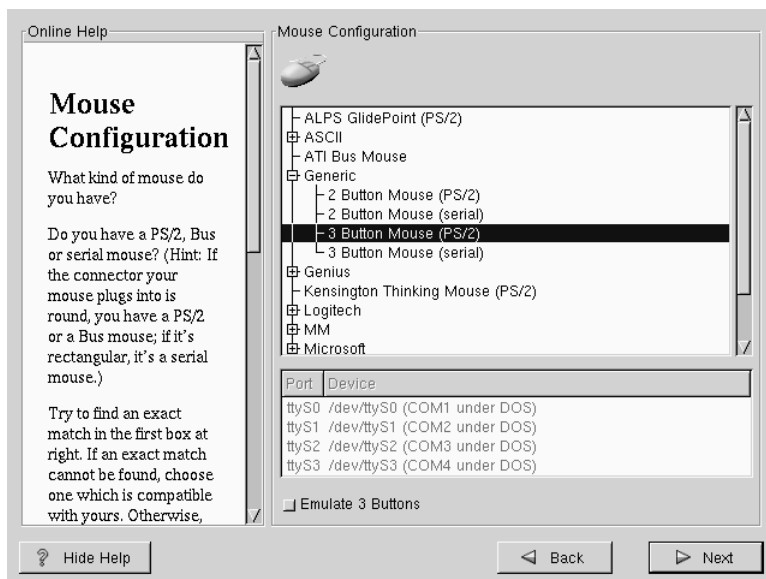 Online Help
Mouse
Configuration
What kind of mouse do
you have?
Do you have a PS/2, Bus
or serial mouse? (Hint: If
the connector your
mouse plugs into is
round, you have a PS/2
or a Bus mouse; if it's
rectangular, it's a serial
mouse.)
Try to find an exact
match in the first box at
right. If an exact match
cannot be found, choose
one which is compatible
with yours. Otherwise,
Mouse Configuration
ALPS GlidePoint (PS/2)
ASCII
ATI Bus Mouse
Generic
2 Button Mouse (PS/2)
2 Button Mouse (serial)
3 Button Mouse (PS/2)
3 Button Mouse (serial)
Genius
Kensington Thinking Mouse (PS/2)
Logitech
MM
Microsoft
Port Device
ttyS0 /dev/ttyS0 (COM1 under DOS)
ttyS1 /dev/ttyS1 (COM2 under DOS)
ttyS2 /dev/ttyS2 (COM3 under DOS)
ttyS3 /dev/ttyS3 (COM4 under DOS)
Emulate 3 Buttons
? Hide Help
Back
Next